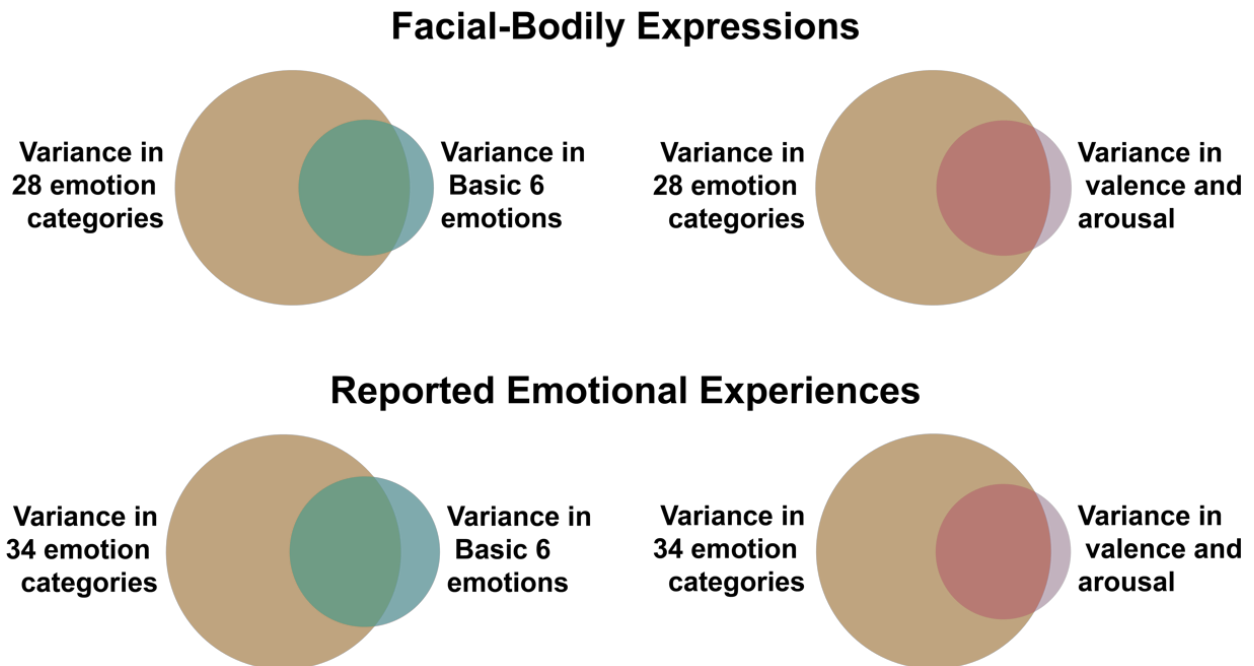 Facial-Bodily Expressions
Variance in
28 emotion
categories
Variance in
Basic 6
emotions
Variance in
28 emotion
categories
Variance in
valence and
arousal
Reported Emotional Experiences
Variance in
34 emotion
categories
Variance in
Basic 6
emotions
Variance in
34 emotion
categories
Variance in
valence and
arousal